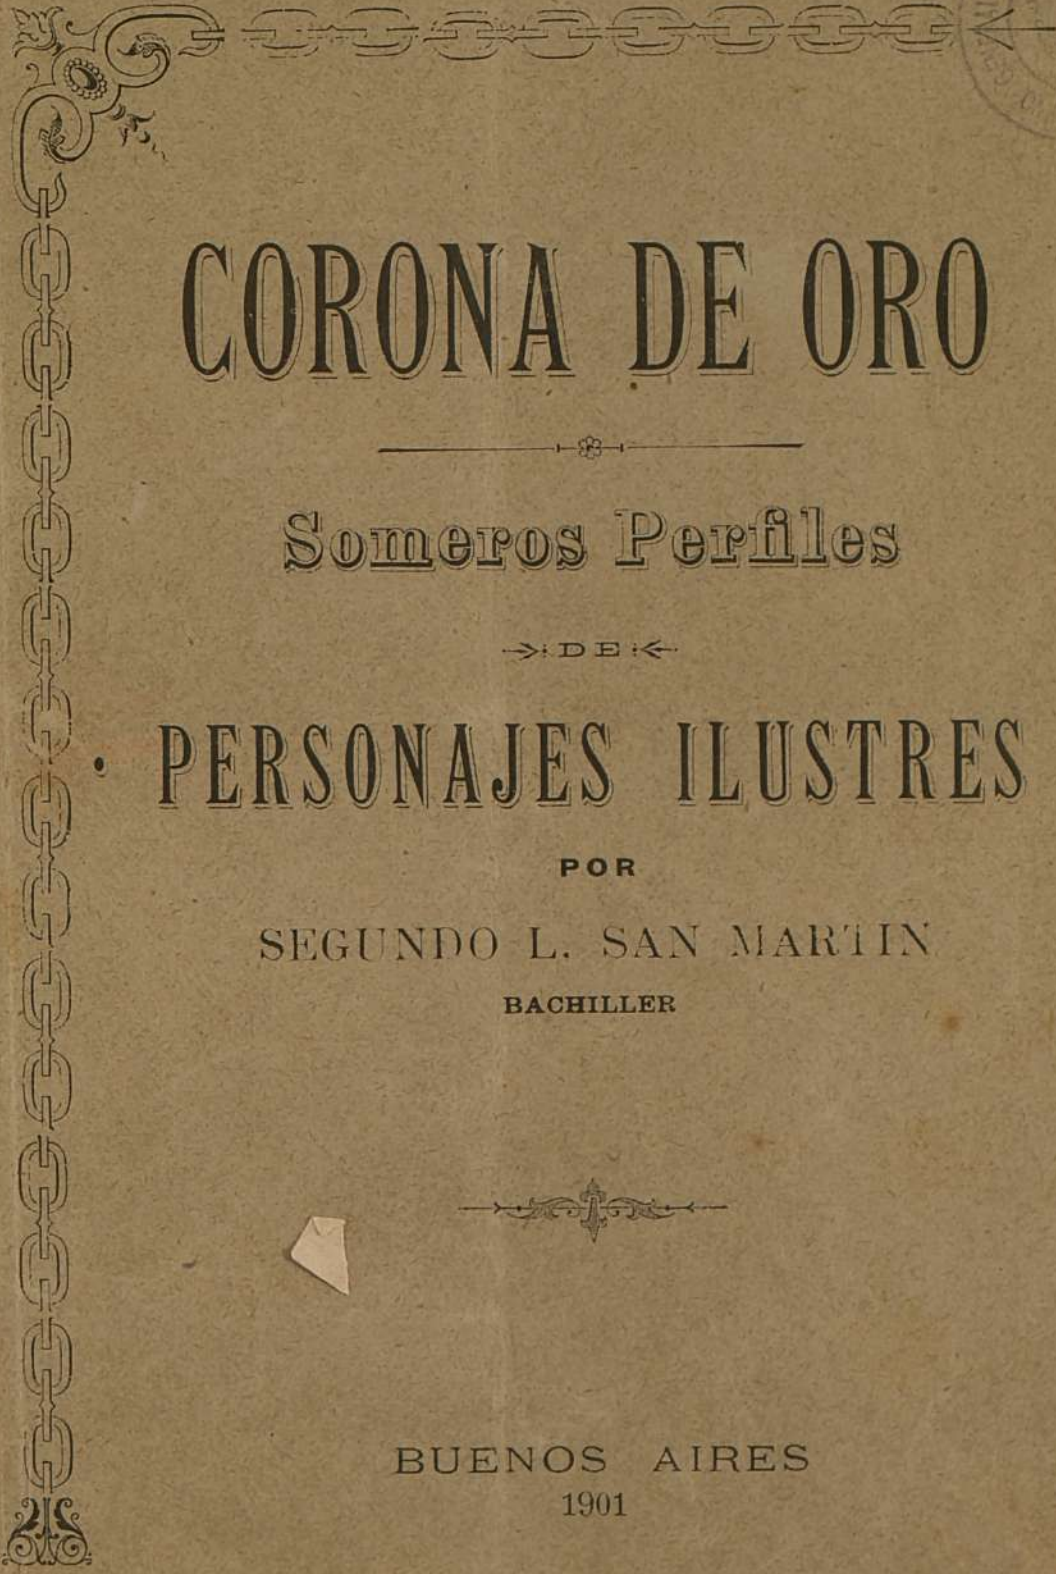 CORONA DE ORO
Someros Perfiles
DE
PERSONAJES ILUSTRES
POR
SEGUNDO L. SAN MARTIN
BACHILLER
BUENOS AIRES
1901